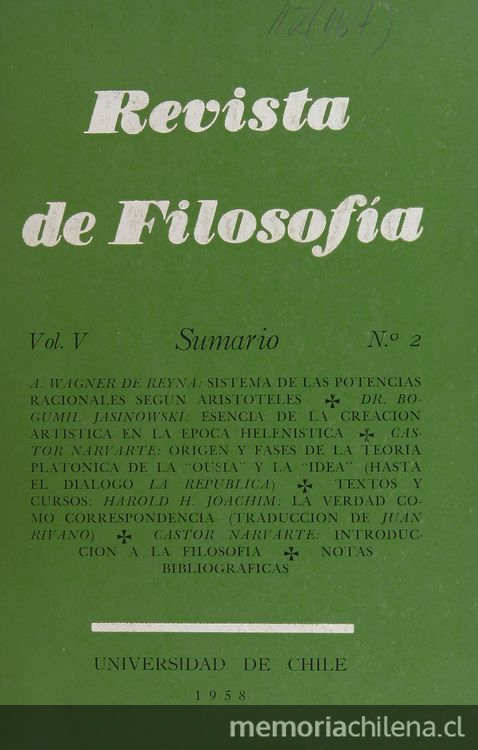 Revista
de Filosofía
Vol. V Sumario N.º 2
A. WAGNER DE REYNA: SISTEMA DE LAS POTENCIAS
RACIONALES SEGUN ARISTOTELES ✠ DR. BO-
GUMIL JASINOWSKI: ESENCIA DE LA CREACION
ARTISTICA EN LA EPOCA HELENISTICA ✠ CAS-
TOR NARVARTE: ORIGEN Y FASES DE LA TEORIA
PLATONICA DE LA "OUSIA" Y LA "IDEA" (HASTA
EL DIALOGO LA REPUBLICA) ✠ TEXTOS Y
CURSOS: HAROLD H. JOACHIM: LA VERDAD CO-
MO CORRESPONDENCIA (TRADUCCION DE JUAN
RIVANO) ✠ CASTOR NARVARTE: INTRODUC-
CION A LA FILOSOFIA ✠ NOTAS
BIBLIOGRAFICAS
UNIVERSIDAD DE CHILE
1958
memoriachilena.cl